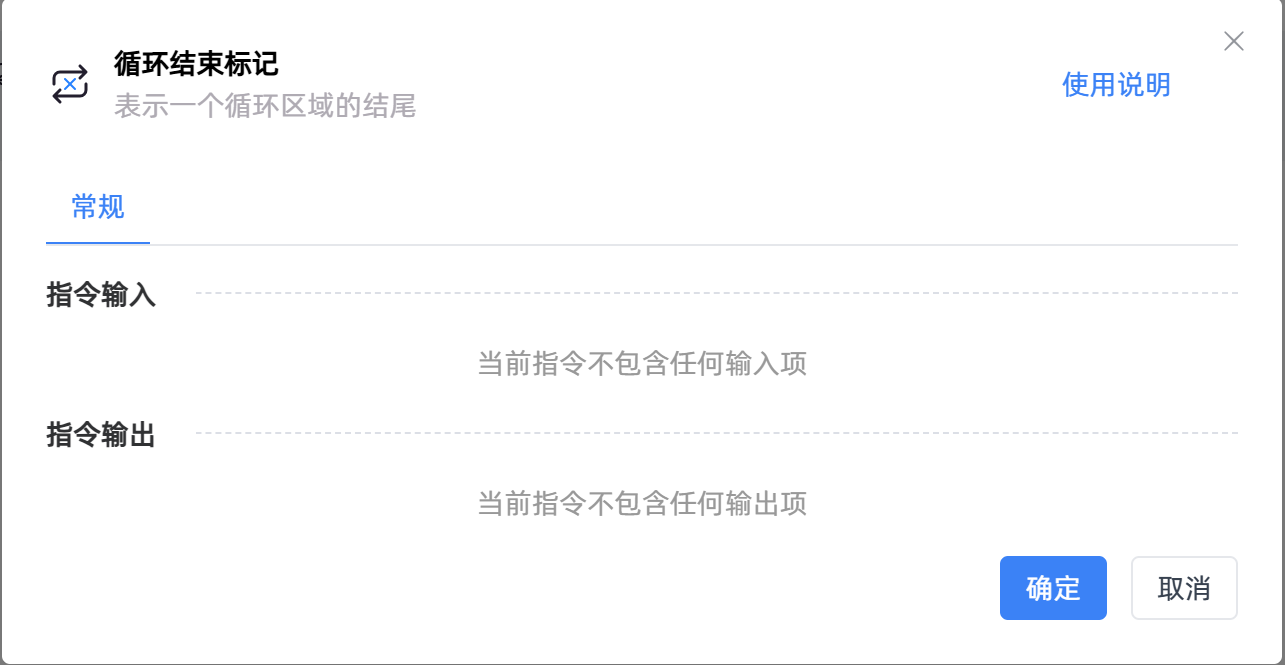 循环结束标记
表示一个循环区域的结尾
使用说明
常规
指令输入
当前指令不包含任何输入项
指令输出
当前指令不包含任何输出项
确定
取消